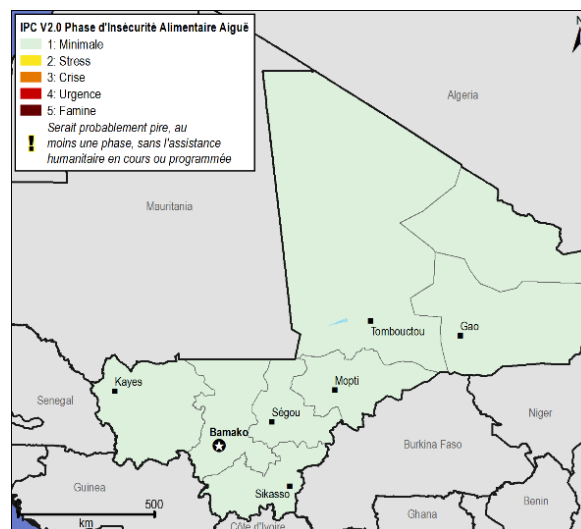 IPC V2.0 Phase d'Insécurité Alimentaire Aiguë
1: Minimale
2: Stress
3: Crise
4: Urgence
5: Famine
! Serait probablement pire, au
moins une phase, sans l'assistance
humanitaire en cours ou programmée
N
Algeria
Mauritania
Tombouctou
Gao
Kayes
Mopti
Senegal
Ségou
Niger
Bamako
Burkina Faso
Guinea
500
km
Sikasso
Benin
Ghana
Côte d'Ivoire